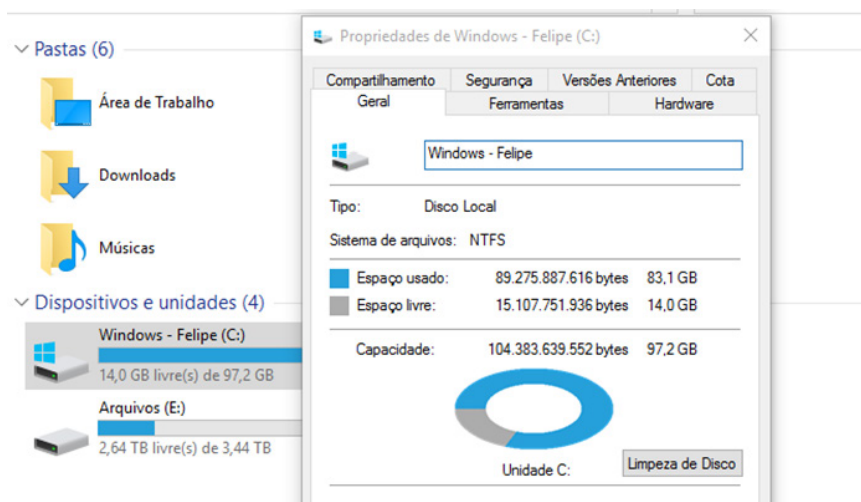 Pastas (6)
Área de Trabalho
Downloads
Músicas
Dispositivos e unidades (4)
Windows - Felipe (C:)
14,0 GB livre(s) de 97,2 GB
Arquivos (E:)
2,64 TB livre(s) de 3,44 TB
Propriedades de Windows - Felipe (C:)
Compartilhamento Segurança Versões Anteriores Cota
Geral Ferramentas Hardware
Windows - Felipe
Tipo: Disco Local
Sistema de arquivos: NTFS
Espaço usado: 89.275.887.616 bytes 83,1 GB
Espaço livre: 15.107.751.936 bytes 14,0 GB
Capacidade: 104.383.639.552 bytes 97,2 GB
Unidade C: Limpeza de Disco